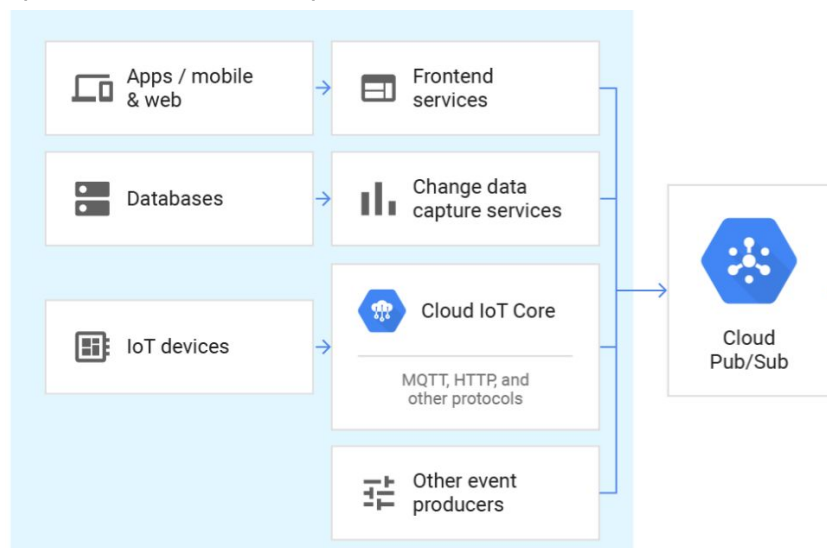 Apps / mobile
& web
Frontend
services
Databases
Change data
capture services
IoT devices
Cloud IoT Core
MQTT, HTTP, and
other protocols
Other event
producers
Cloud
Pub/Sub